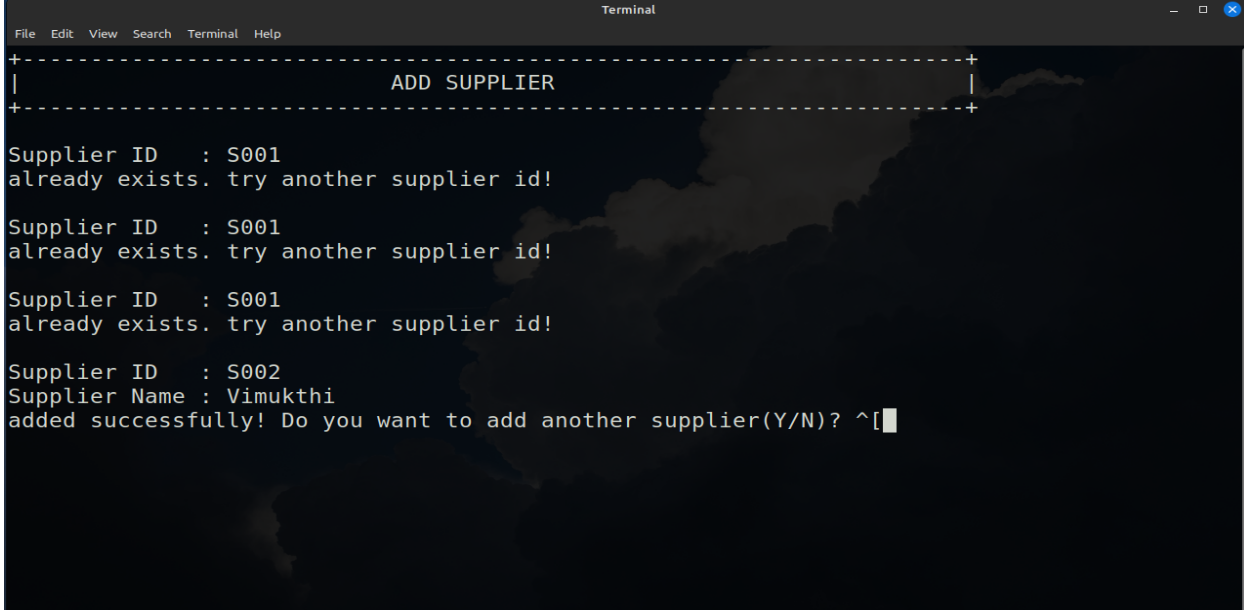 Terminal
File Edit View Search Terminal Help
+---------------------------------------------------------------------+
|                           ADD SUPPLIER                              |
+---------------------------------------------------------------------+
Supplier ID   : S001
already exists. try another supplier id!
Supplier ID   : S001
already exists. try another supplier id!
Supplier ID   : S001
already exists. try another supplier id!
Supplier ID   : S002
Supplier Name : Vimukthi
added successfully! Do you want to add another supplier(Y/N)? ^[